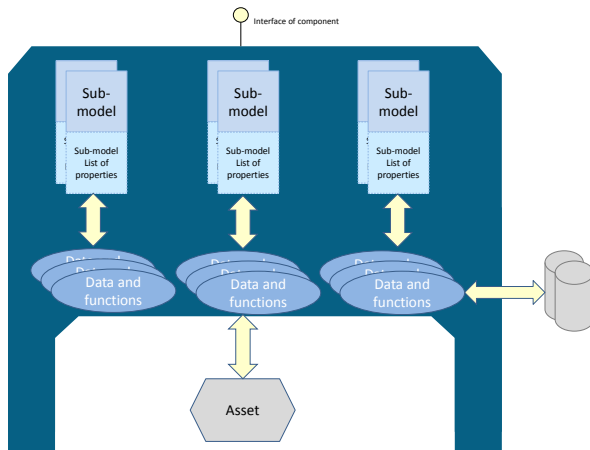 Interface of component
Sub-
model
Sub-model
List of
properties
Sub-
model
Sub-model
List of
properties
Sub-
model
Sub-model
List of
properties
Data and
functions
Data and
functions
Data and
functions
Asset